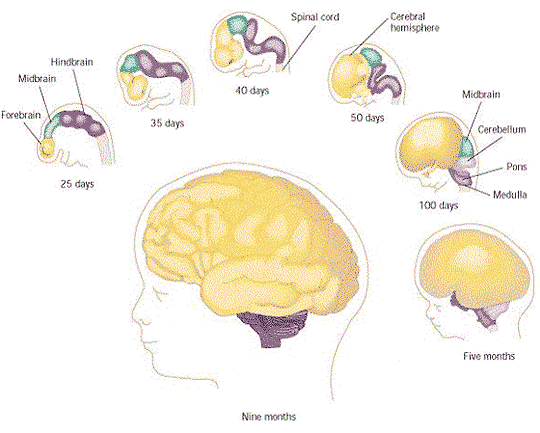 Spinal cord
Cerebral
hemisphere
Hindbrain
Midbrain
Forebrain
25 days
35 days
40 days
50 days
Midbrain
Cerebellum
Pons
Medulla
100 days
Five months
Nine months